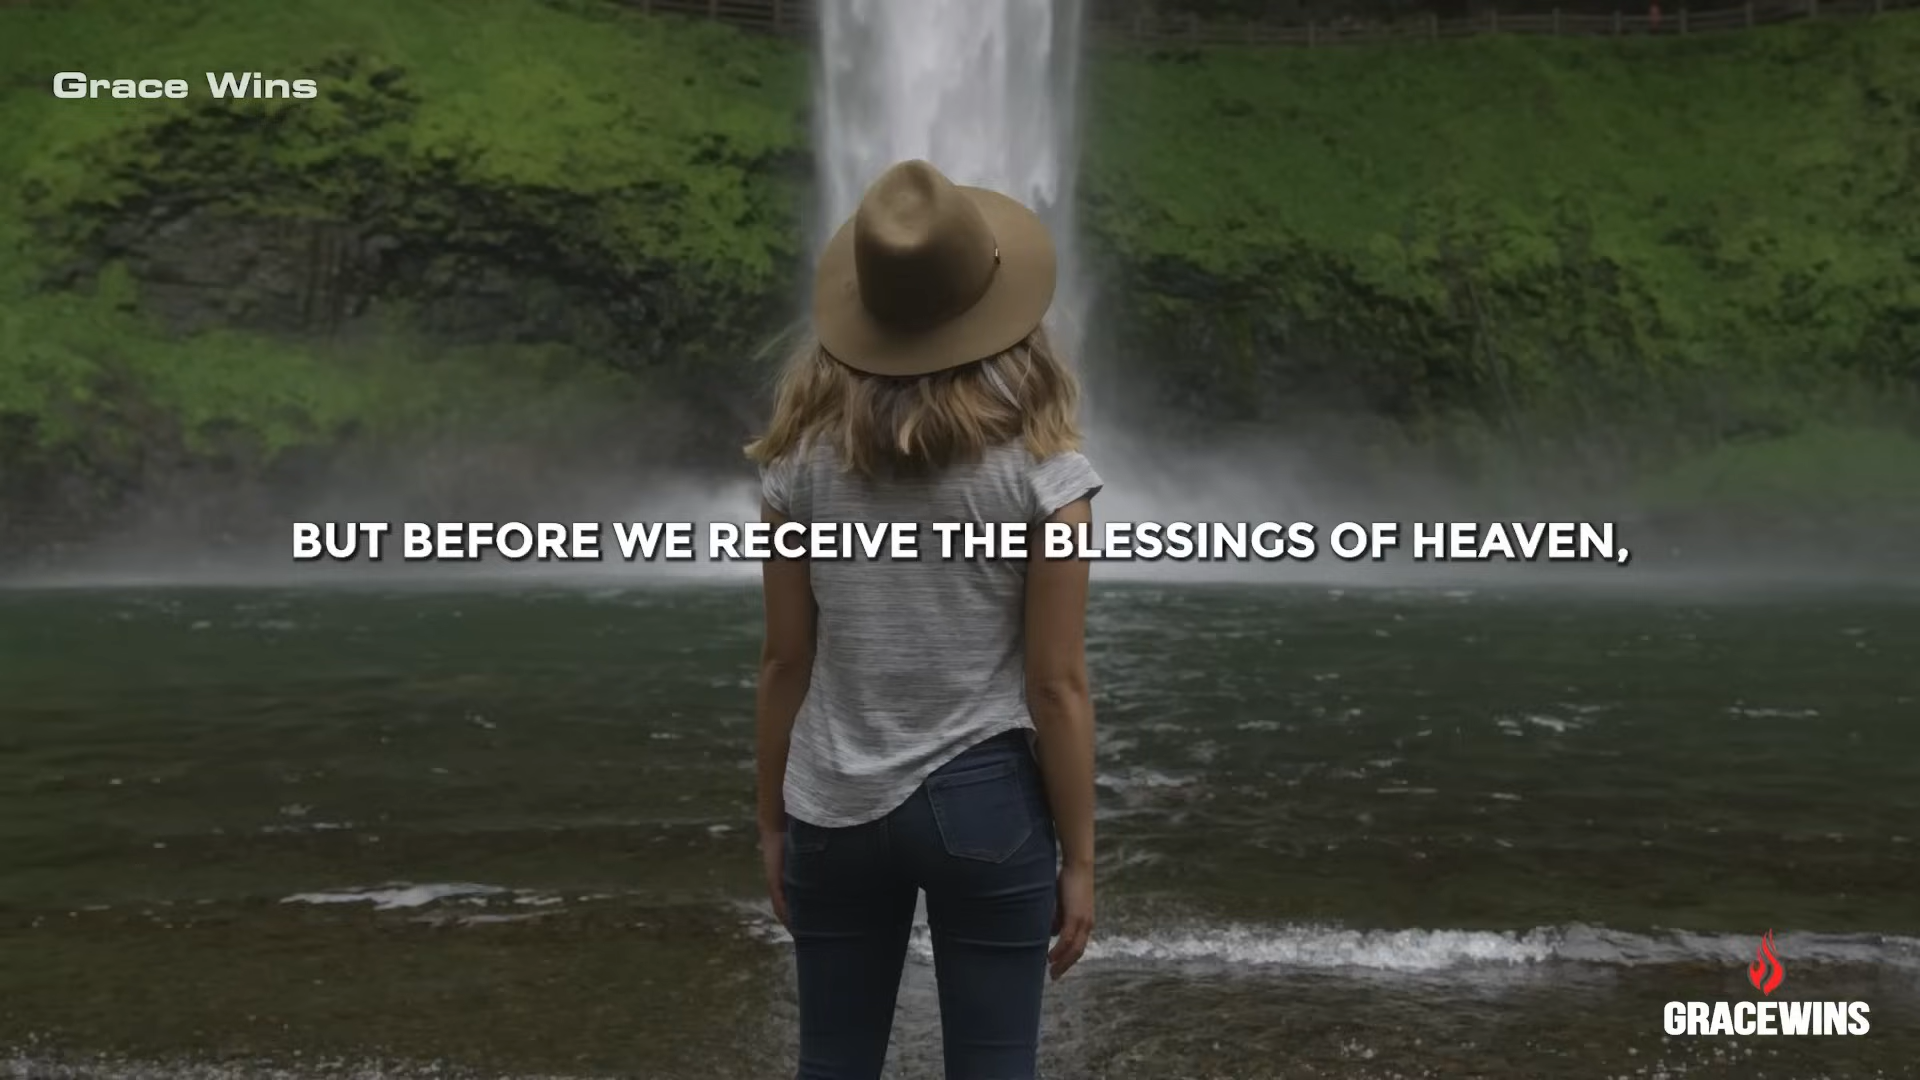 Grace Wins
BUT BEFORE WE RECEIVE THE BLESSINGS OF HEAVEN,
GRACEWINS